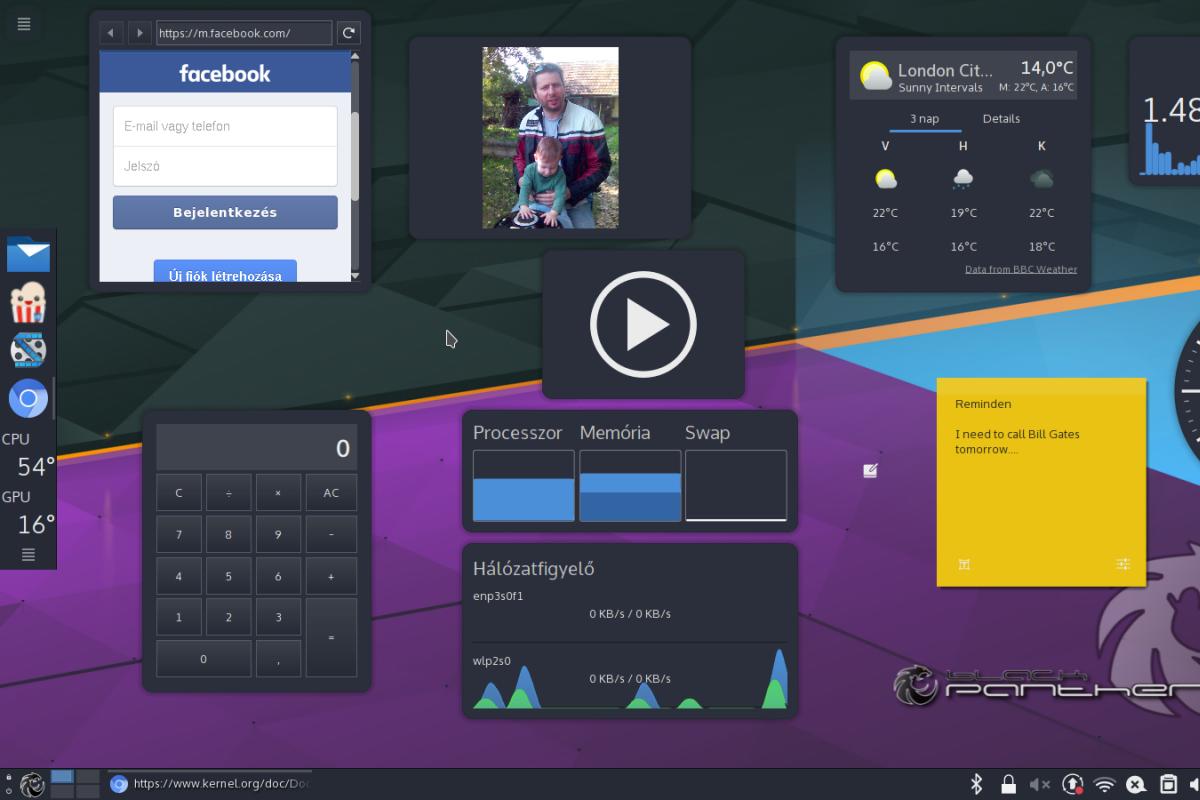 https://m.facebook.com/
facebook
E-mail vagy telefon
Jelszó
Bejelentkezés
Új fiók létrehozása
London Cit...
Sunny Intervals
14,0°C
M: 22°C, A: 16°C
3 nap
Details
V
H
K
22°C
19°C
22°C
16°C
16°C
18°C
Data from BBC Weather
1.48
CPU
54°
GPU
16°
0
C
÷
×
AC
7
8
9
-
4
5
6
+
1
2
3
=
0
,
Processzor
Memória
Swap
Hálózatfigyelő
enp3s0f1
0 KB/s / 0 KB/s
wlp2s0
0 KB/s / 0 KB/s
Reminden
I need to call Bill Gates
tomorrow....
BLACK
PANTHER
https://www.kernel.org/doc/Do